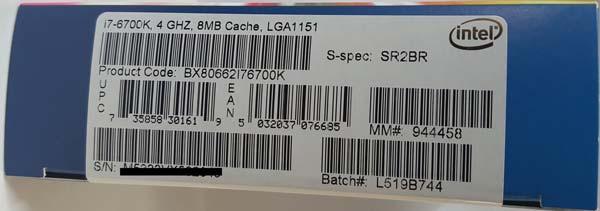 i7-6700K, 4 GHZ, 8MB Cache, LGA1151
intel
S-spec: SR2BR
Product Code: BX80662I76700K
UPC
7 35858 30161 9
EAN
5 032037 076685
MM#: 944458
S/N:
Batch#: L519B744